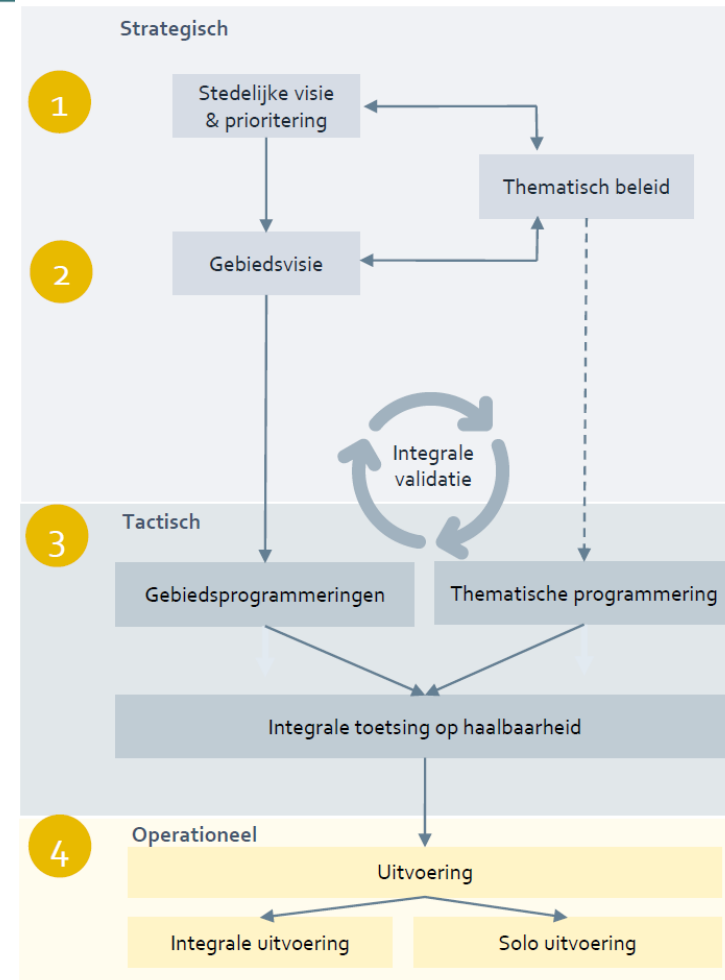 Strategisch
1
Stedelijke visie
& prioritering
Thematisch beleid
2
Gebiedsvisie
Integrale
validatie
3
Tactisch
Gebiedsprogrammeringen
Thematische programmering
Integrale toetsing op haalbaarheid
4
Operationeel
Uitvoering
Integrale uitvoering
Solo uitvoering